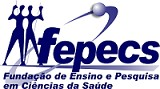 fepecs
Fundação de Ensino e Pesquisa
em Ciências da Saúde